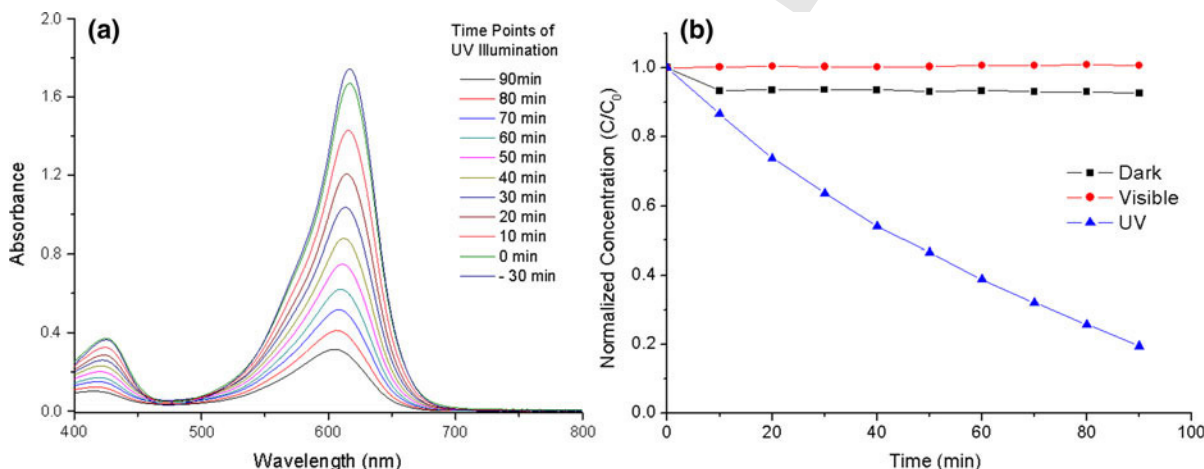 (a)
Time Points of
UV Illumination
90min
80 min
70 min
60 min
50 min
40 min
30 min
20 min
10 min
0 min
- 30 min
2.0
1.6
1.2
0.8
0.4
0.0
Absorbance
400
500
600
700
800
Wavelength (nm)
(b)
Dark
Visible
UV
1.0
0.8
0.6
0.4
0.2
0.0
Normalized Concentration (C/C₀)
0
20
40
60
80
100
Time (min)